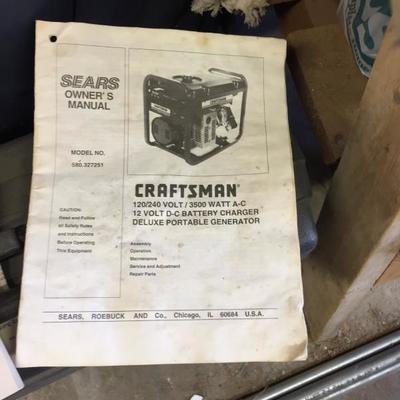 SEARS
OWNER'S
MANUAL
MODEL NO.
580.327251
CAUTION:
Read and Follow
all Safety Rules
and Instructions
Before Operating
This Equipment
CRAFTSMAN
120/240 VOLT / 3500 WATT A-C
12 VOLT D-C BATTERY CHARGER
DELUXE PORTABLE GENERATOR
Assembly
Operation
Maintenance
Service and Adjustment
Repair Parts
SEARS, ROEBUCK AND Co., Chicago, IL 60684 U.S.A.